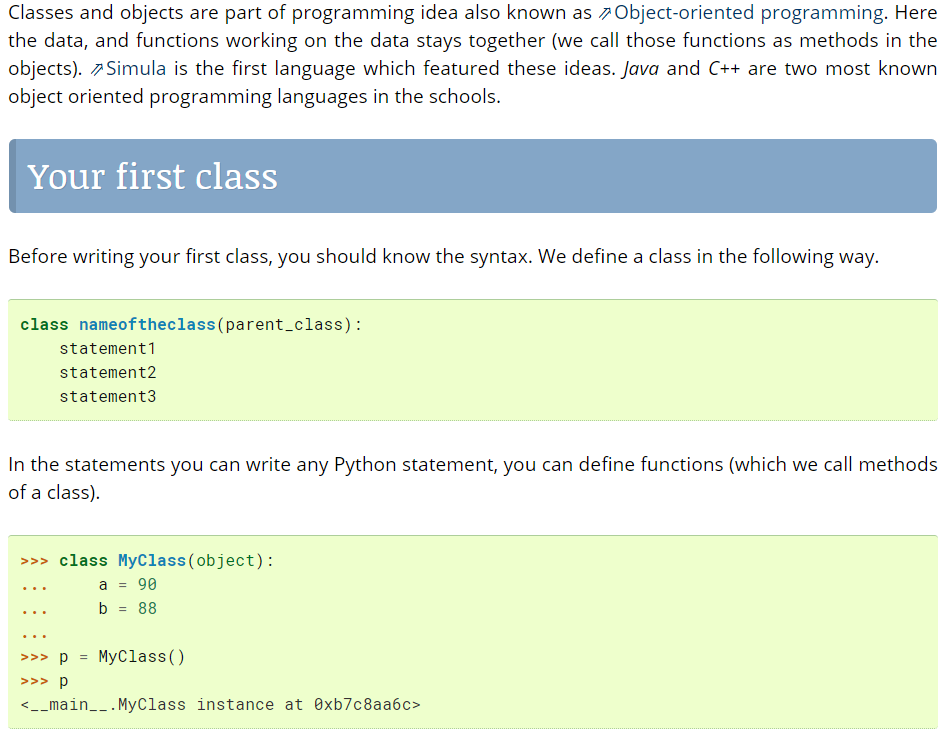 Classes and objects are part of programming idea also known as ⇗Object-oriented programming. Here
the data, and functions working on the data stays together (we call those functions as methods in the
objects). ⇗Simula is the first language which featured these ideas. Java and C++ are two most known
object oriented programming languages in the schools.
Your first class
Before writing your first class, you should know the syntax. We define a class in the following way.
class nameoftheclass(parent_class):
    statement1
    statement2
    statement3
In the statements you can write any Python statement, you can define functions (which we call methods
of a class).
>>> class MyClass(object):
...     a = 90
...     b = 88
...
>>> p = MyClass()
>>> p
<__main__.MyClass instance at 0xb7c8aa6c>